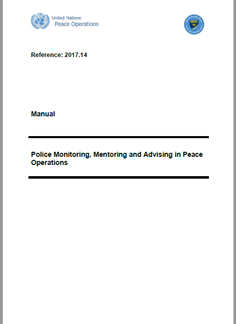 United Nations
Peace Operations
Reference: 2017.14
Manual
Police Monitoring, Mentoring and Advising in Peace
Operations